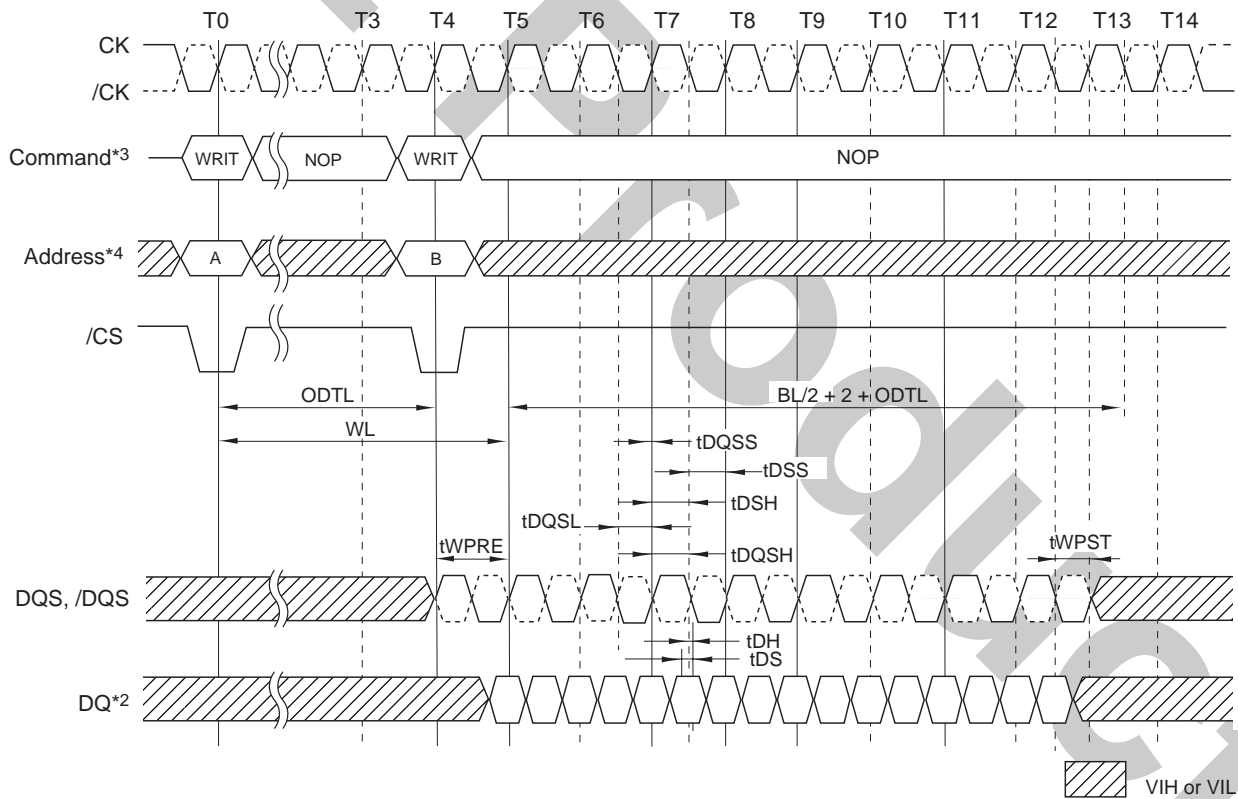 T0 T3 T4 T5 T6 T7 T8 T9 T10 T11 T12 T13 T14
CK
/CK
Command*3 WRIT NOP WRIT NOP
Address*4 A B
/CS
ODTL BL/2 + 2 + ODTL
WL
tDQSS
tDSS
tDSH
tDQSL
tWPRE tDQSH tWPST
DQS, /DQS
tDH
tDS
DQ*2
VIH or VIL
Product